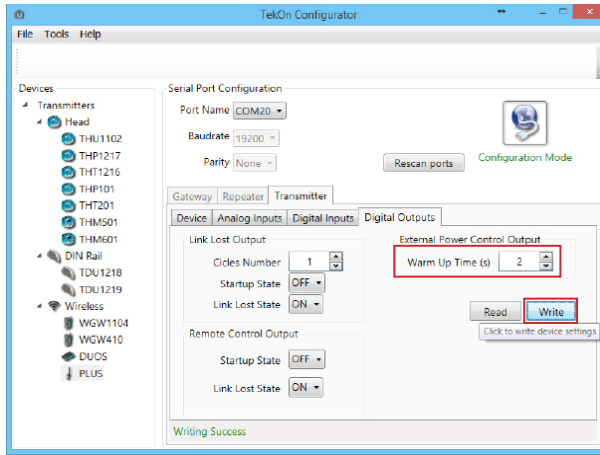 TekOn Configurator
File Tools Help
Devices
Transmitters
Head
THU1102
THP1217
THT1216
THP101
THT201
THM501
THM601
DIN Rail
TDU1218
TDU1219
Wireless
WGW1104
WGW410
DUOS
PLUS
Serial Port Configuration
Port Name COM20
Baudrate 19200
Parity None
Rescan ports
Configuration Mode
Gateway Repeater Transmitter
Device Analog Inputs Digital Inputs Digital Outputs
Link Lost Output
Cicles Number 1
Startup State OFF
Link Lost State ON
External Power Control Output
Warm Up Time (s) 2
Read Write
Click to write device settings
Remote Control Output
Startup State OFF
Link Lost State ON
Writing Success